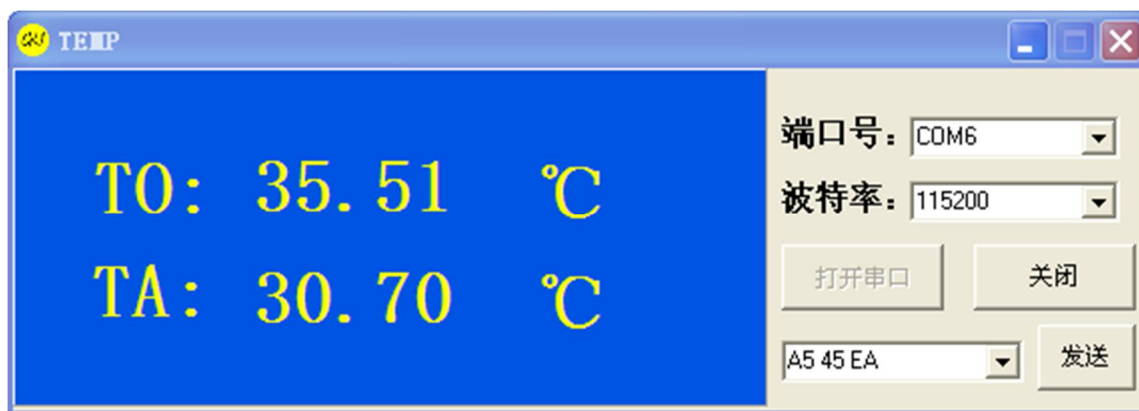 TEMP
TO: 35.51 ℃
TA: 30.70 ℃
端口号： COM6
波特率： 115200
打开串口 关闭
A5 45 EA 发送